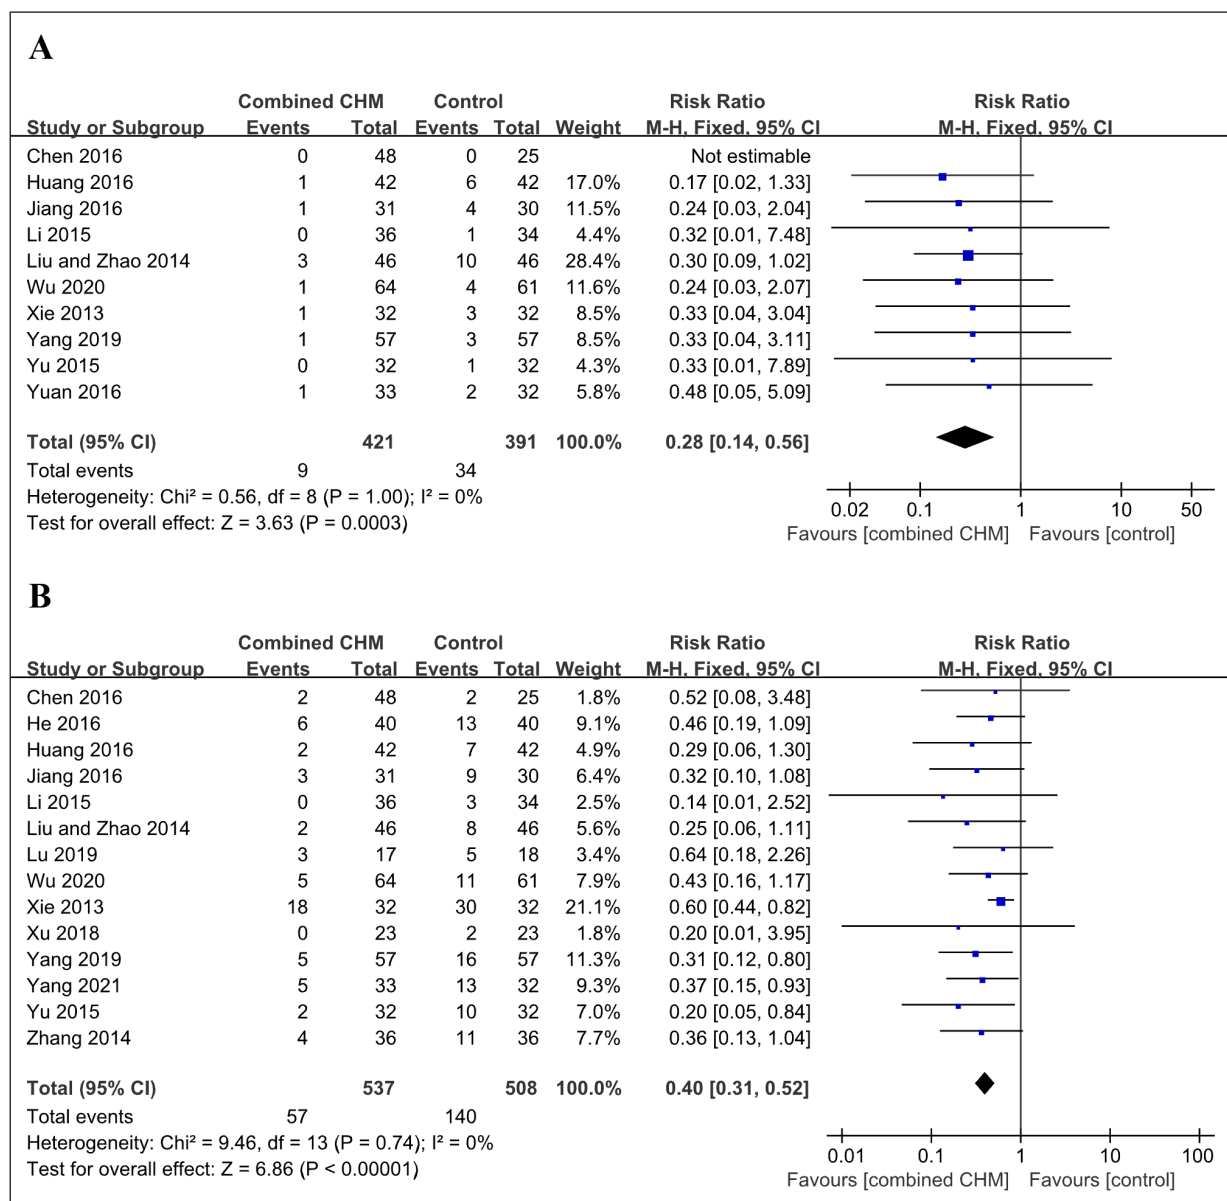 A
Combined CHM Control Risk Ratio Risk Ratio
Study or Subgroup Events Total Events Total Weight M-H, Fixed, 95% CI M-H, Fixed, 95% CI
Chen 2016 0 48 0 25 Not estimable
Huang 2016 1 42 6 42 17.0% 0.17 [0.02, 1.33]
Jiang 2016 1 31 4 30 11.5% 0.24 [0.03, 2.04]
Li 2015 0 36 1 34 4.4% 0.32 [0.01, 7.48]
Liu and Zhao 2014 3 46 10 46 28.4% 0.30 [0.09, 1.02]
Wu 2020 1 64 4 61 11.6% 0.24 [0.03, 2.07]
Xie 2013 1 32 3 32 8.5% 0.33 [0.04, 3.04]
Yang 2019 1 57 3 57 8.5% 0.33 [0.04, 3.11]
Yu 2015 0 32 1 32 4.3% 0.33 [0.01, 7.89]
Yuan 2016 1 33 2 32 5.8% 0.48 [0.05, 5.09]
Total (95% CI) 421 391 100.0% 0.28 [0.14, 0.56]
Total events 9 34
Heterogeneity: Chi² = 0.56, df = 8 (P = 1.00); I² = 0%
Test for overall effect: Z = 3.63 (P = 0.0003)
0.02 0.1 1 10 50
Favours [combined CHM] Favours [control]
B
Combined CHM Control Risk Ratio Risk Ratio
Study or Subgroup Events Total Events Total Weight M-H, Fixed, 95% CI M-H, Fixed, 95% CI
Chen 2016 2 48 2 25 1.8% 0.52 [0.08, 3.48]
He 2016 6 40 13 40 9.1% 0.46 [0.19, 1.09]
Huang 2016 2 42 7 42 4.9% 0.29 [0.06, 1.30]
Jiang 2016 3 31 9 30 6.4% 0.32 [0.10, 1.08]
Li 2015 0 36 3 34 2.5% 0.14 [0.01, 2.52]
Liu and Zhao 2014 2 46 8 46 5.6% 0.25 [0.06, 1.11]
Lu 2019 3 17 5 18 3.4% 0.64 [0.18, 2.26]
Wu 2020 5 64 11 61 7.9% 0.43 [0.16, 1.17]
Xie 2013 18 32 30 32 21.1% 0.60 [0.44, 0.82]
Xu 2018 0 23 2 23 1.8% 0.20 [0.01, 3.95]
Yang 2019 5 57 16 57 11.3% 0.31 [0.12, 0.80]
Yang 2021 5 33 13 32 9.3% 0.37 [0.15, 0.93]
Yu 2015 2 32 10 32 7.0% 0.20 [0.05, 0.84]
Zhang 2014 4 36 11 36 7.7% 0.36 [0.13, 1.04]
Total (95% CI) 537 508 100.0% 0.40 [0.31, 0.52]
Total events 57 140
Heterogeneity: Chi² = 9.46, df = 13 (P = 0.74); I² = 0%
Test for overall effect: Z = 6.86 (P < 0.00001)
0.01 0.1 1 10 100
Favours [combined CHM] Favours [control]